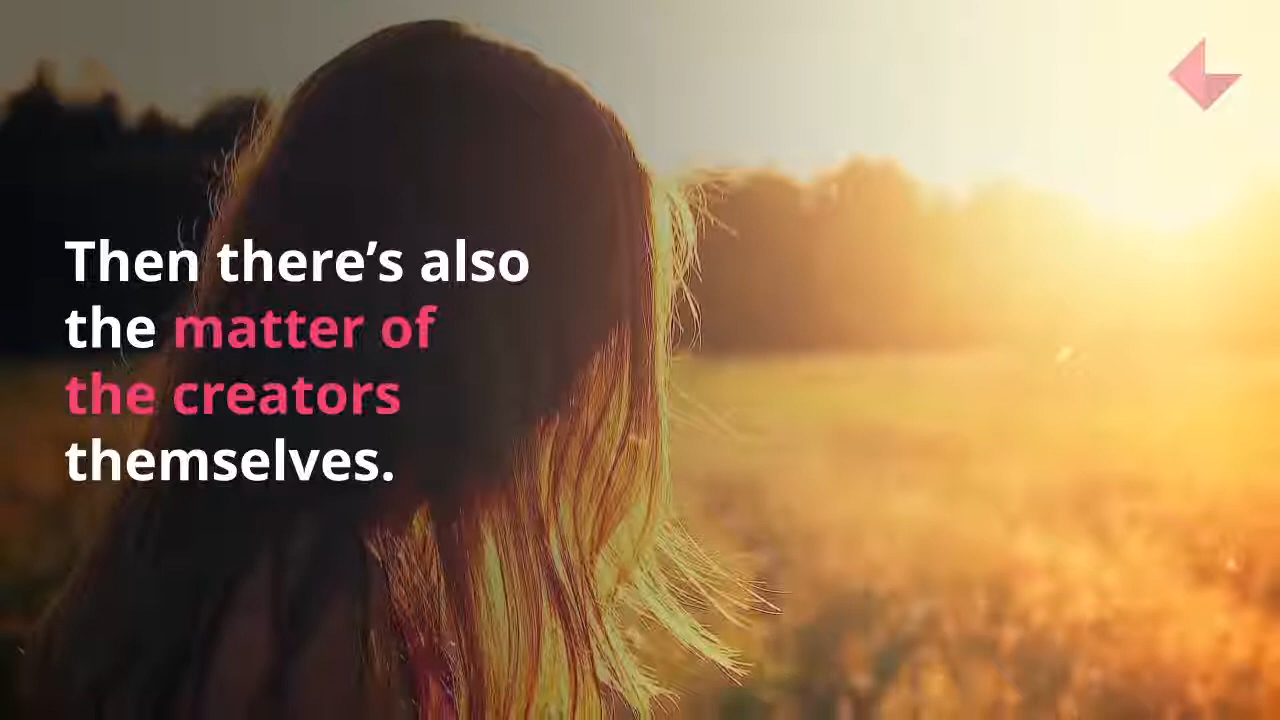 Then there’s also
the matter of
the creators
themselves.